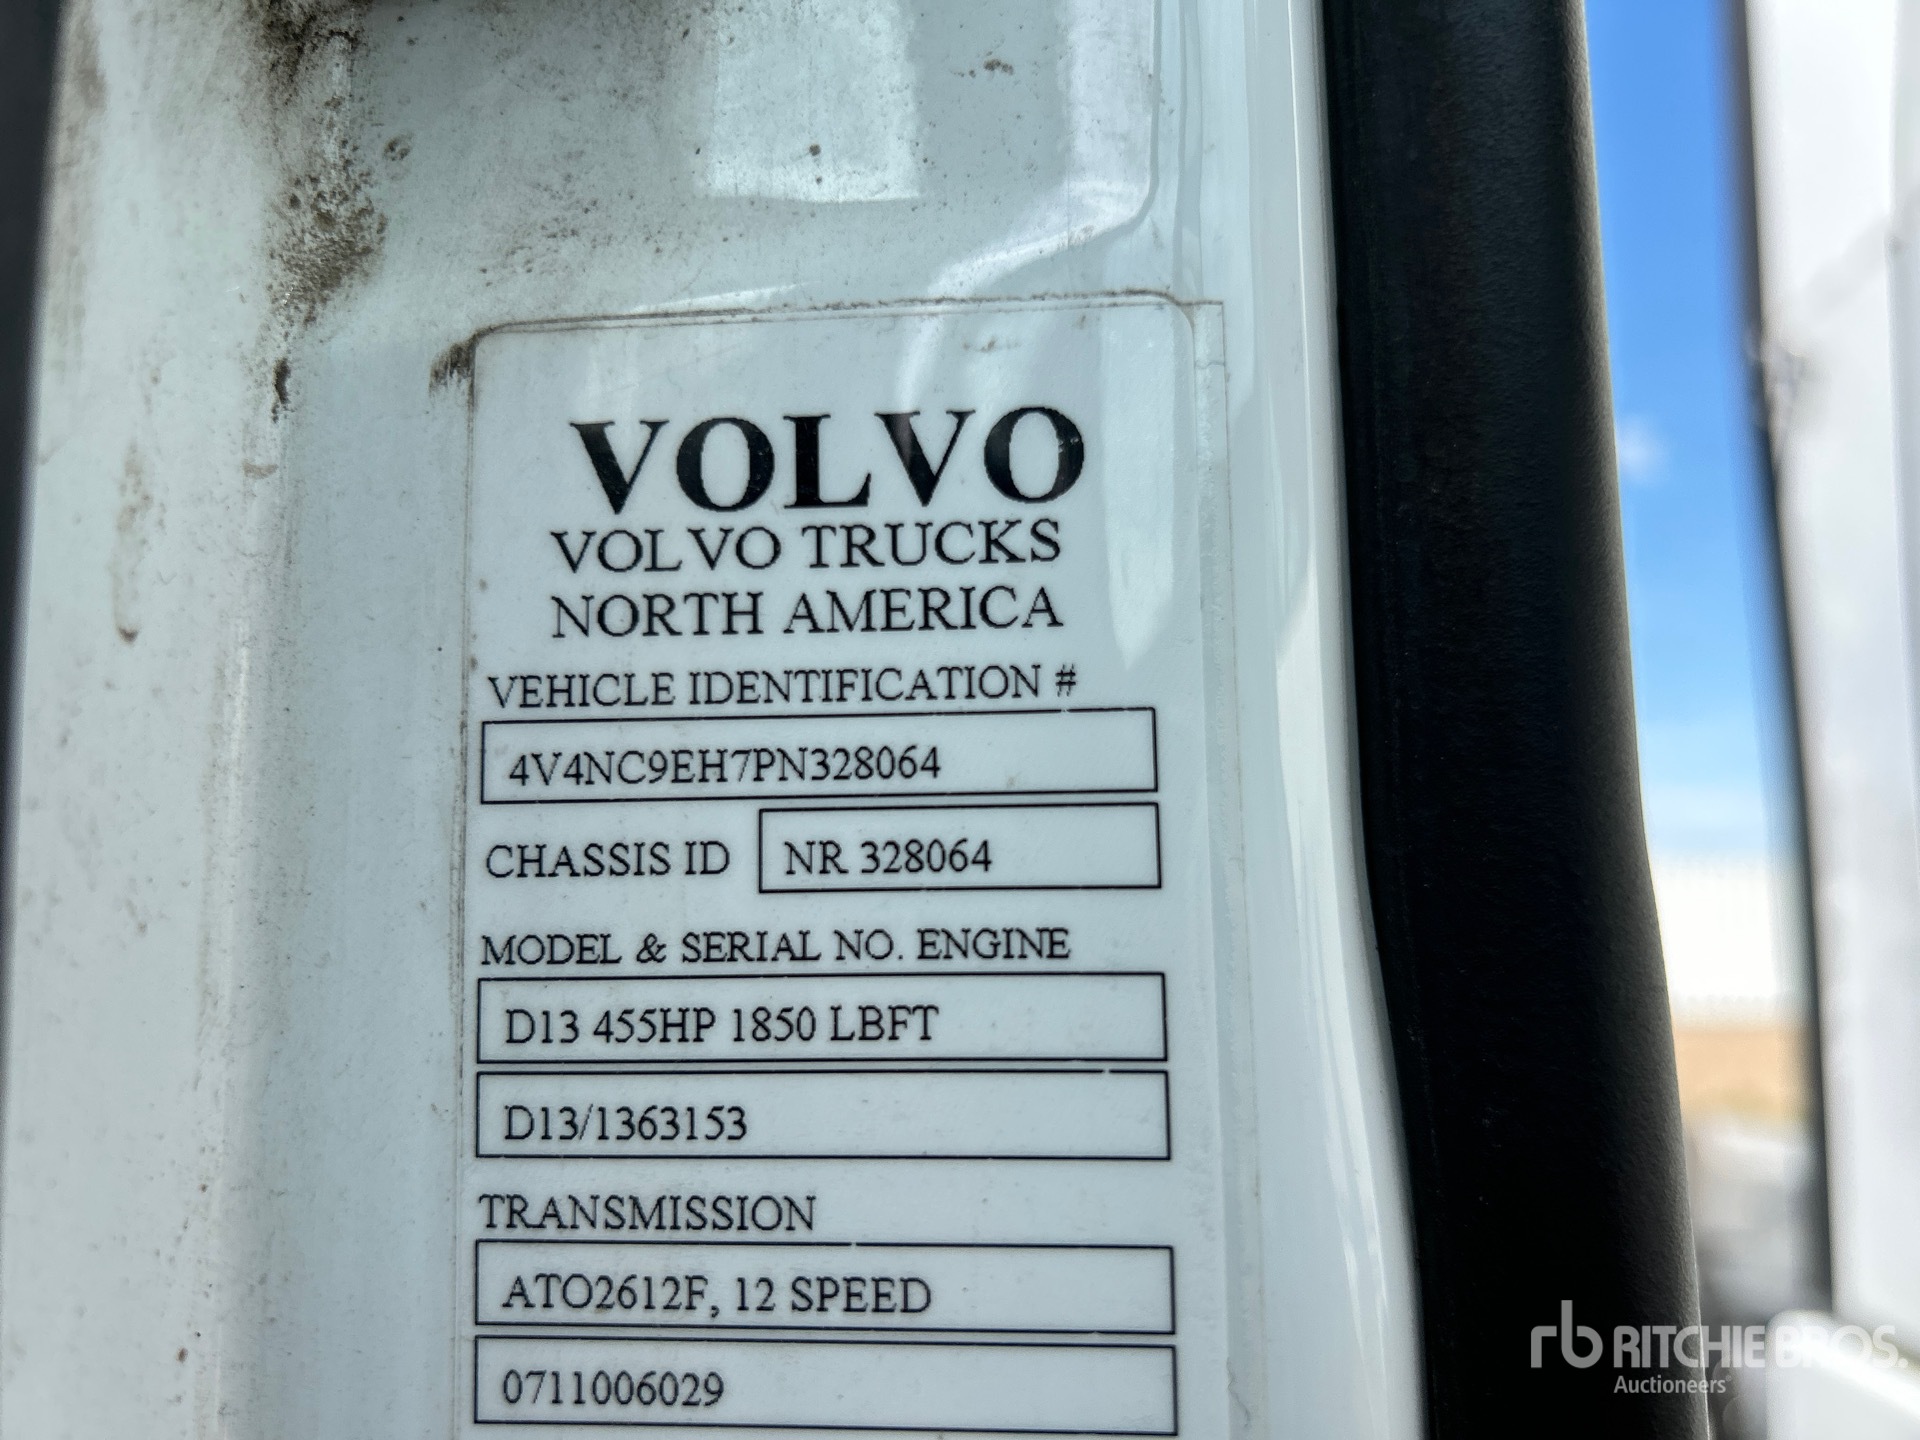 VOLVO
VOLVO TRUCKS
NORTH AMERICA
VEHICLE IDENTIFICATION #
4V4NC9EH7PN328064
CHASSIS ID NR 328064
MODEL & SERIAL NO. ENGINE
D13 455HP 1850 LBFT
D13/1363153
TRANSMISSION
ATO2612F, 12 SPEED
0711006029
rb RITCHIE BROS.
Auctioneers